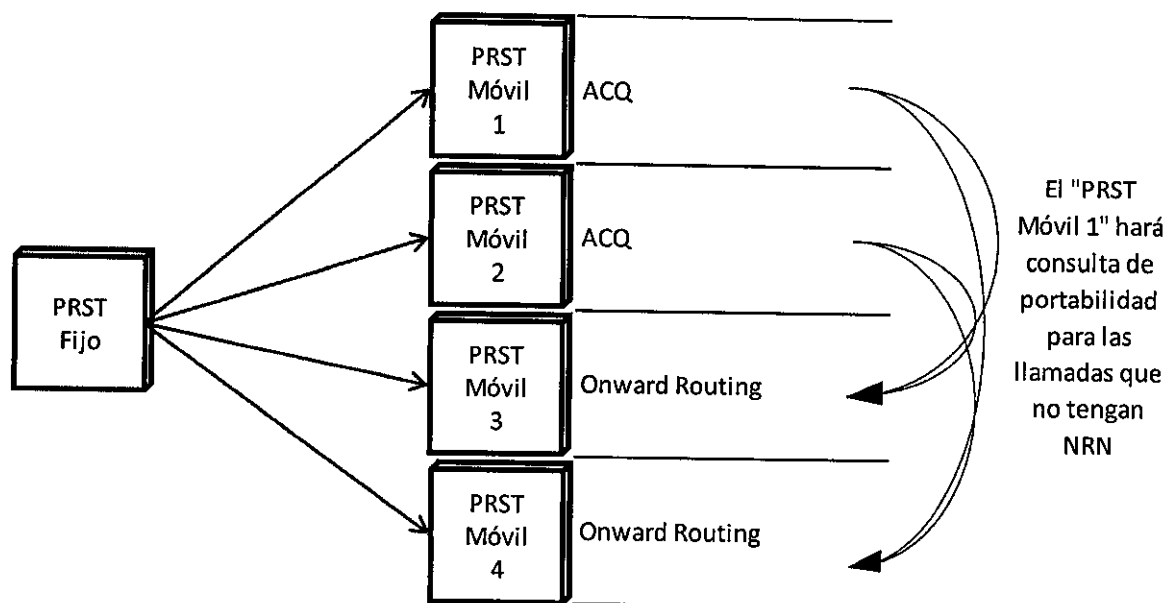 PRST
Móvil
1
ACQ
PRST
Móvil
2
ACQ
PRST
Fijo
PRST
Móvil
3
Onward Routing
PRST
Móvil
4
Onward Routing
El "PRST
Móvil 1" hará
consulta de
portabilidad
para las
llamadas que
no tengan
NRN